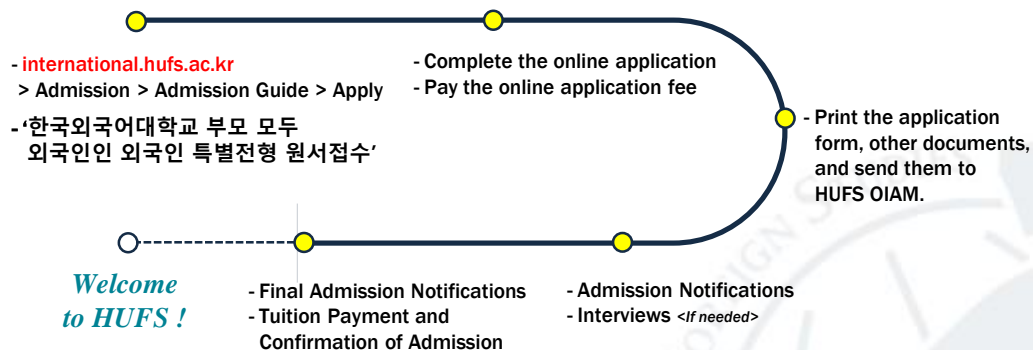 - international.hufs.ac.kr
> Admission > Admission Guide > Apply
- ‘한국외국어대학교 부모 모두
외국인인 외국인 특별전형 원서접수’
- Complete the online application
- Pay the online application fee
- Print the application
form, other documents,
and send them to
HUFS OIAM.
- Admission Notifications
- Interviews <If needed>
- Final Admission Notifications
- Tuition Payment and
Confirmation of Admission
Welcome
to HUFS !